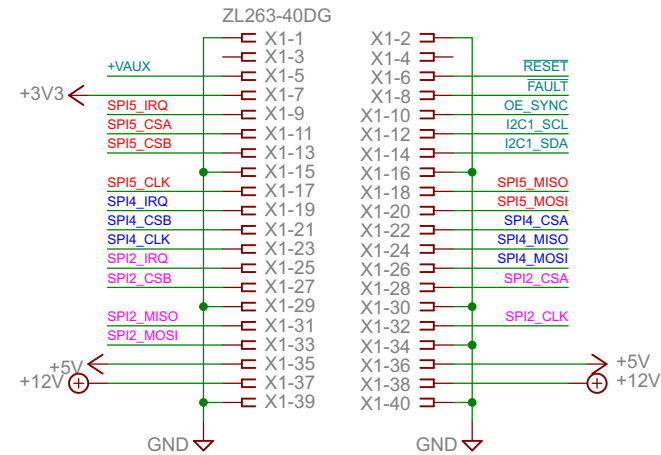 ZL263-40DG
X1-1 X1-2
X1-3 X1-4
+VAUX X1-5 X1-6 RESET
+3V3 X1-7 X1-8 FAULT
SPI5_IRQ X1-9 X1-10 OE_SYNC
SPI5_CSA X1-11 X1-12 I2C1_SCL
SPI5_CSB X1-13 X1-14 I2C1_SDA
X1-15 X1-16
SPI5_CLK X1-17 X1-18 SPI5_MISO
SPI4_IRQ X1-19 X1-20 SPI5_MOSI
SPI4_CSB X1-21 X1-22 SPI4_CSA
SPI4_CLK X1-23 X1-24 SPI4_MISO
SPI2_IRQ X1-25 X1-26 SPI4_MOSI
SPI2_CSB X1-27 X1-28 SPI2_CSA
X1-29 X1-30
SPI2_MISO X1-31 X1-32 SPI2_CLK
SPI2_MOSI X1-33 X1-34
+5V X1-35 X1-36 +5V
+12V X1-37 X1-38 +12V
X1-39 X1-40
GND GND